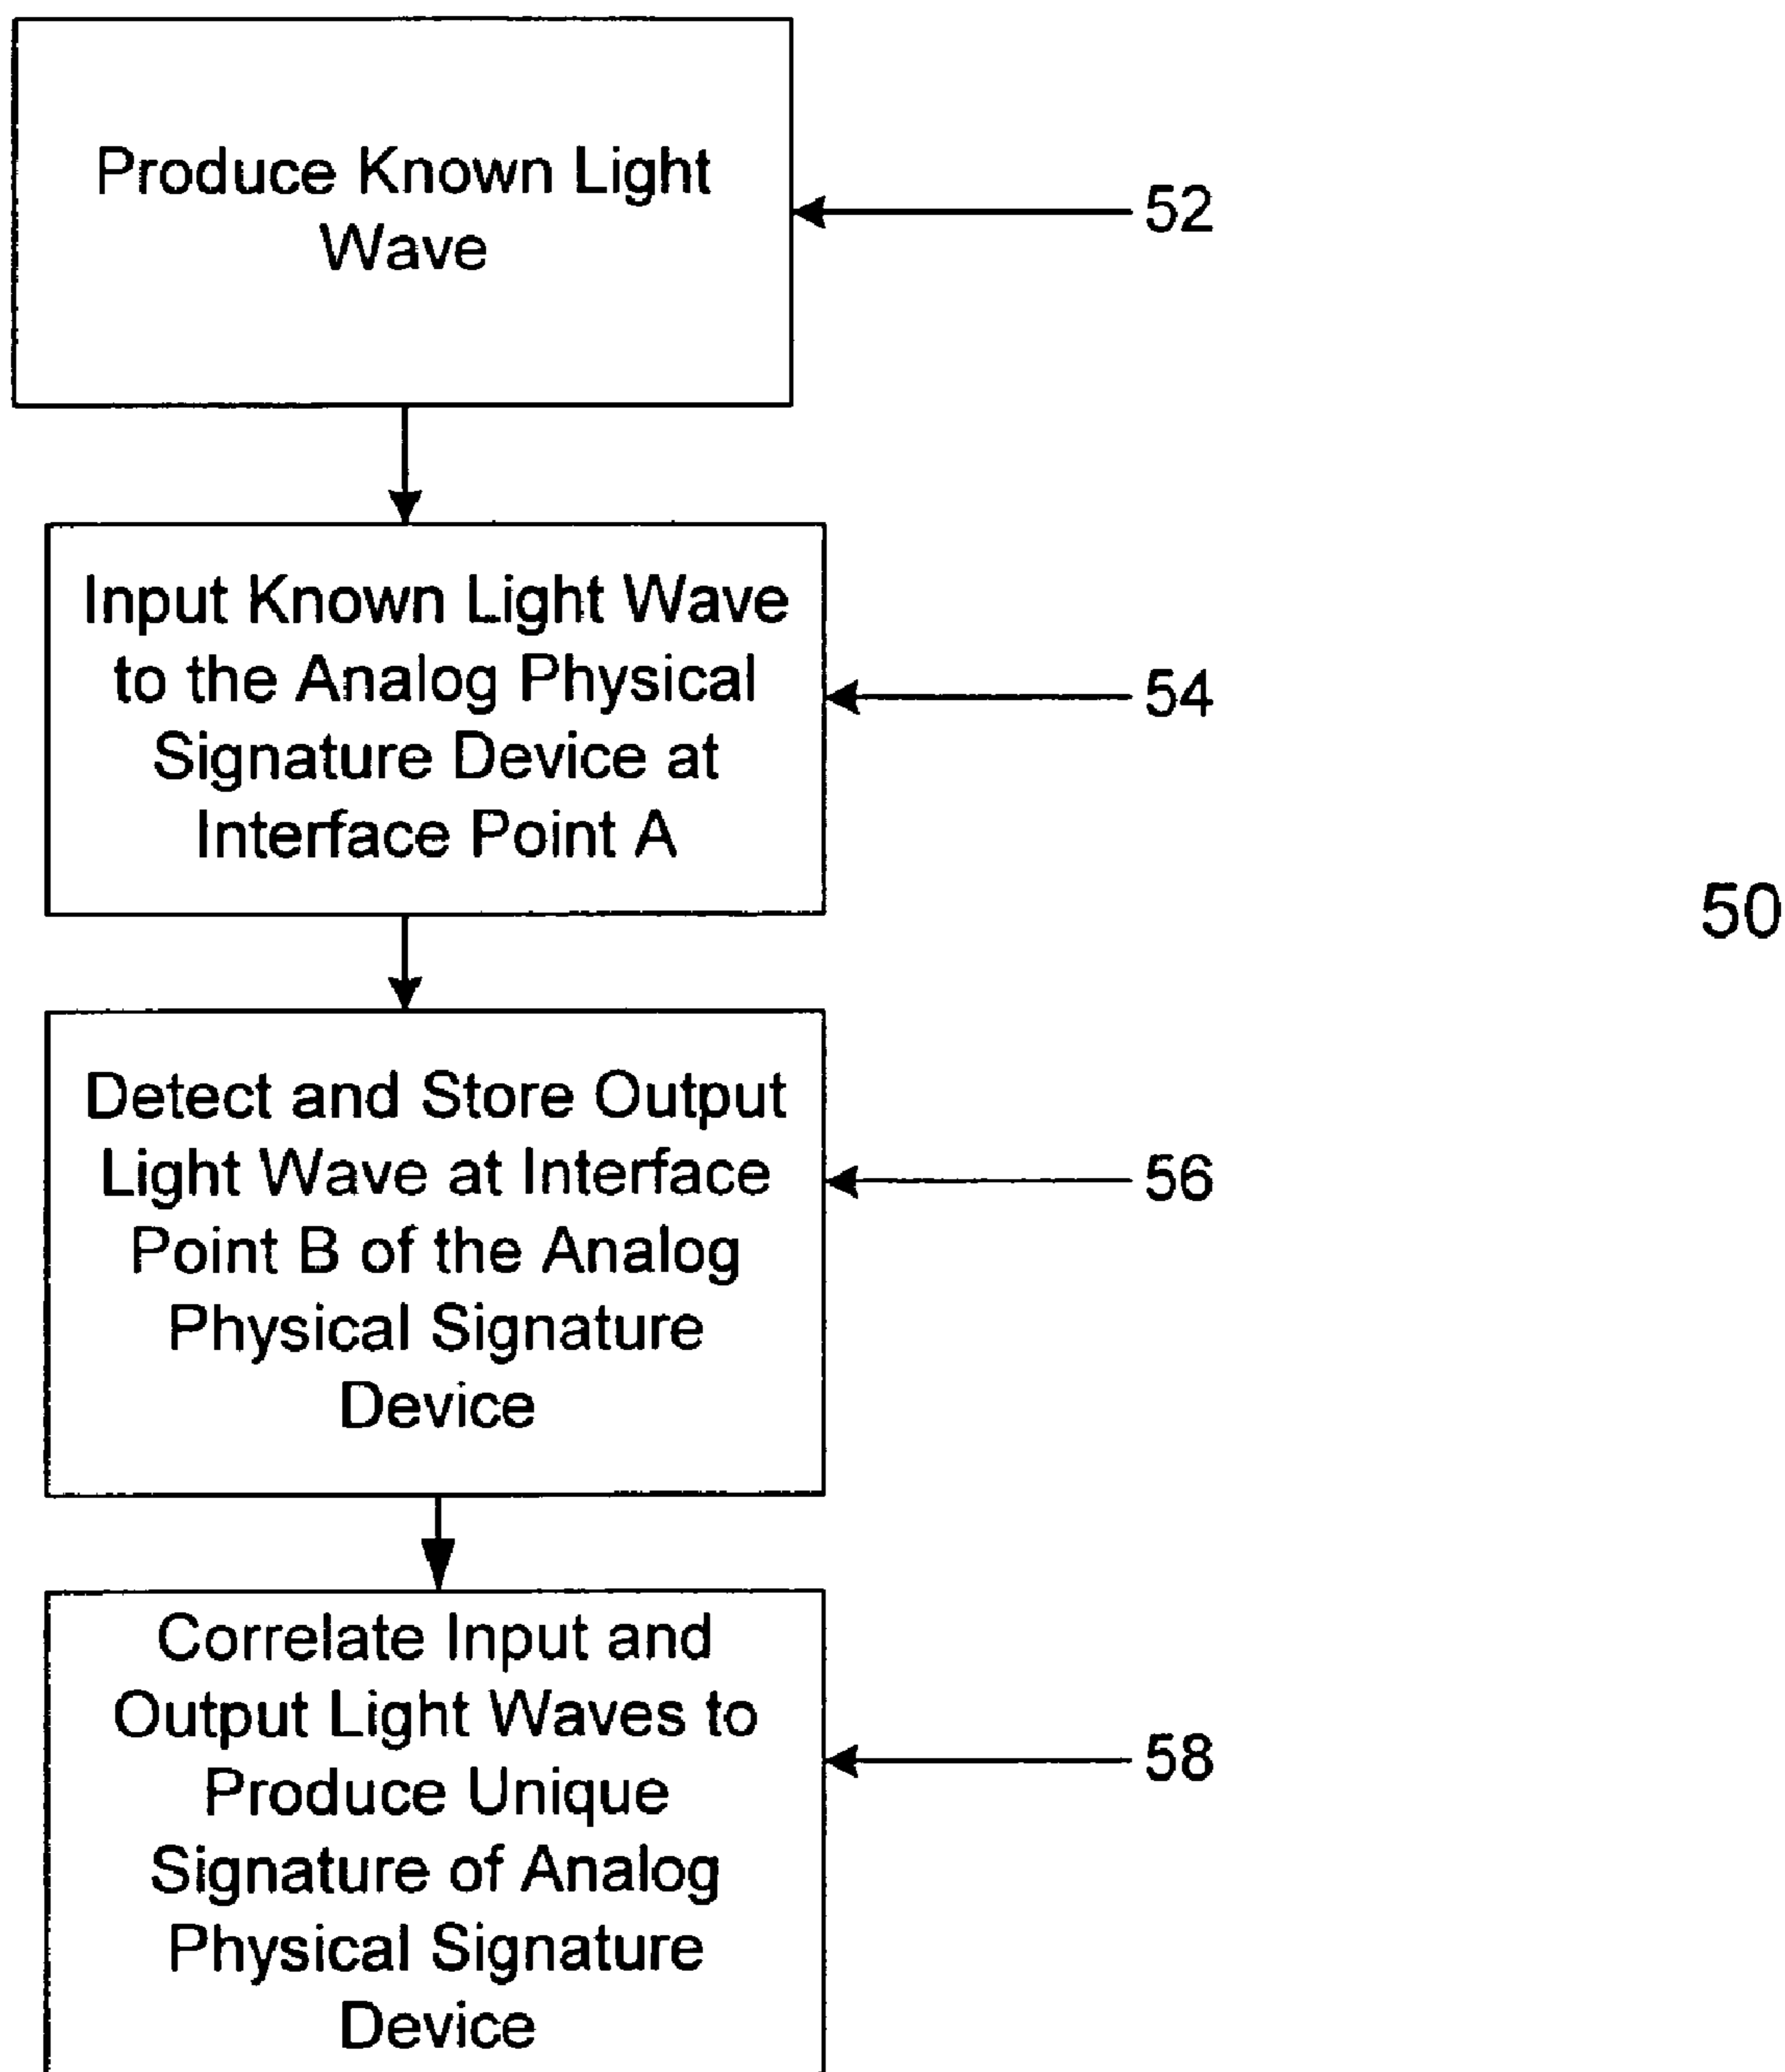 Produce Known Light
Wave
52
Input Known Light Wave
to the Analog Physical
Signature Device at
Interface Point A
54
50
Detect and Store Output
Light Wave at Interface
Point B of the Analog
Physical Signature
Device
56
Correlate Input and
Output Light Waves to
Produce Unique
Signature of Analog
Physical Signature
Device
58